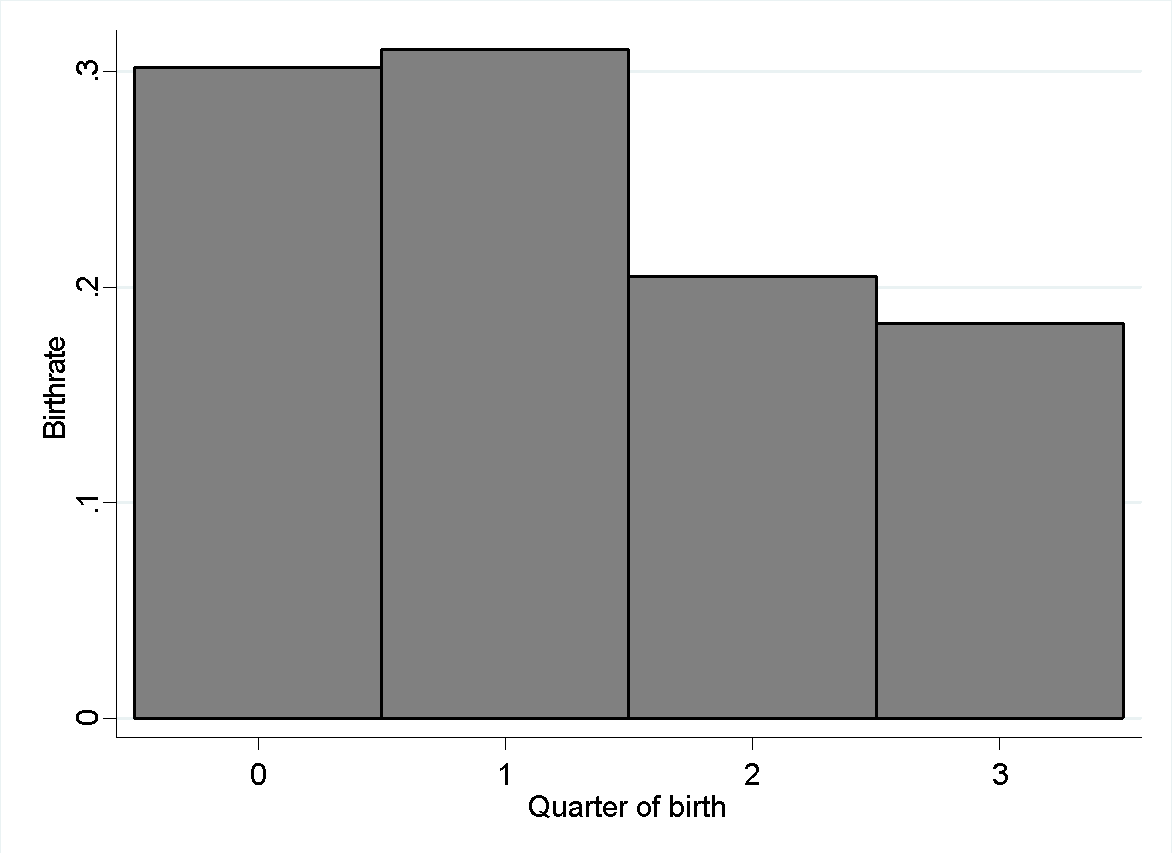 Birthrate
.3
.2
.1
0
0 1 2 3
Quarter of birth